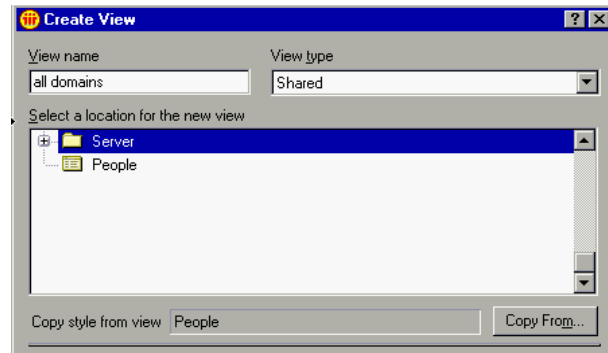 Create View
View name View type
all domains Shared
Select a location for the new view
Server
People
Copy style from view People Copy From...